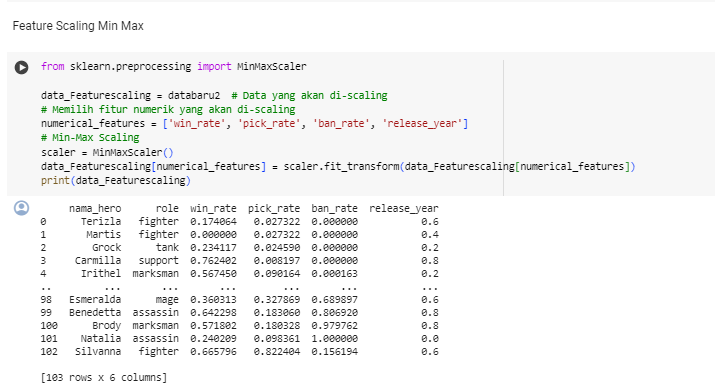 Feature Scaling Min Max
from sklearn.preprocessing import MinMaxScaler
data_Featurescaling = databaru2  # Data yang akan di-scaling
# Memilih fitur numerik yang akan di-scaling
numerical_features = ['win_rate', 'pick_rate', 'ban_rate', 'release_year']
# Min-Max Scaling
scaler = MinMaxScaler()
data_Featurescaling[numerical_features] = scaler.fit_transform(data_Featurescaling[numerical_features])
print(data_Featurescaling)
nama_hero role win_rate pick_rate ban_rate release_year
0 Terizla fighter 0.174064 0.027322 0.000000 0.6
1 Martis fighter 0.000000 0.027322 0.000000 0.4
2 Grock tank 0.234117 0.024590 0.000000 0.2
3 Carmilla support 0.762402 0.008197 0.000000 0.8
4 Irithel marksman 0.567450 0.090164 0.000163 0.2
.. ... ... ... ... ... ...
98 Esmeralda mage 0.360313 0.327869 0.689897 0.6
99 Benedetta assassin 0.642298 0.183060 0.806920 0.8
100 Brody marksman 0.571802 0.180328 0.979762 0.8
101 Natalia assassin 0.240209 0.098361 1.000000 0.0
102 Silvanna fighter 0.665796 0.822404 0.156194 0.6
[103 rows x 6 columns]